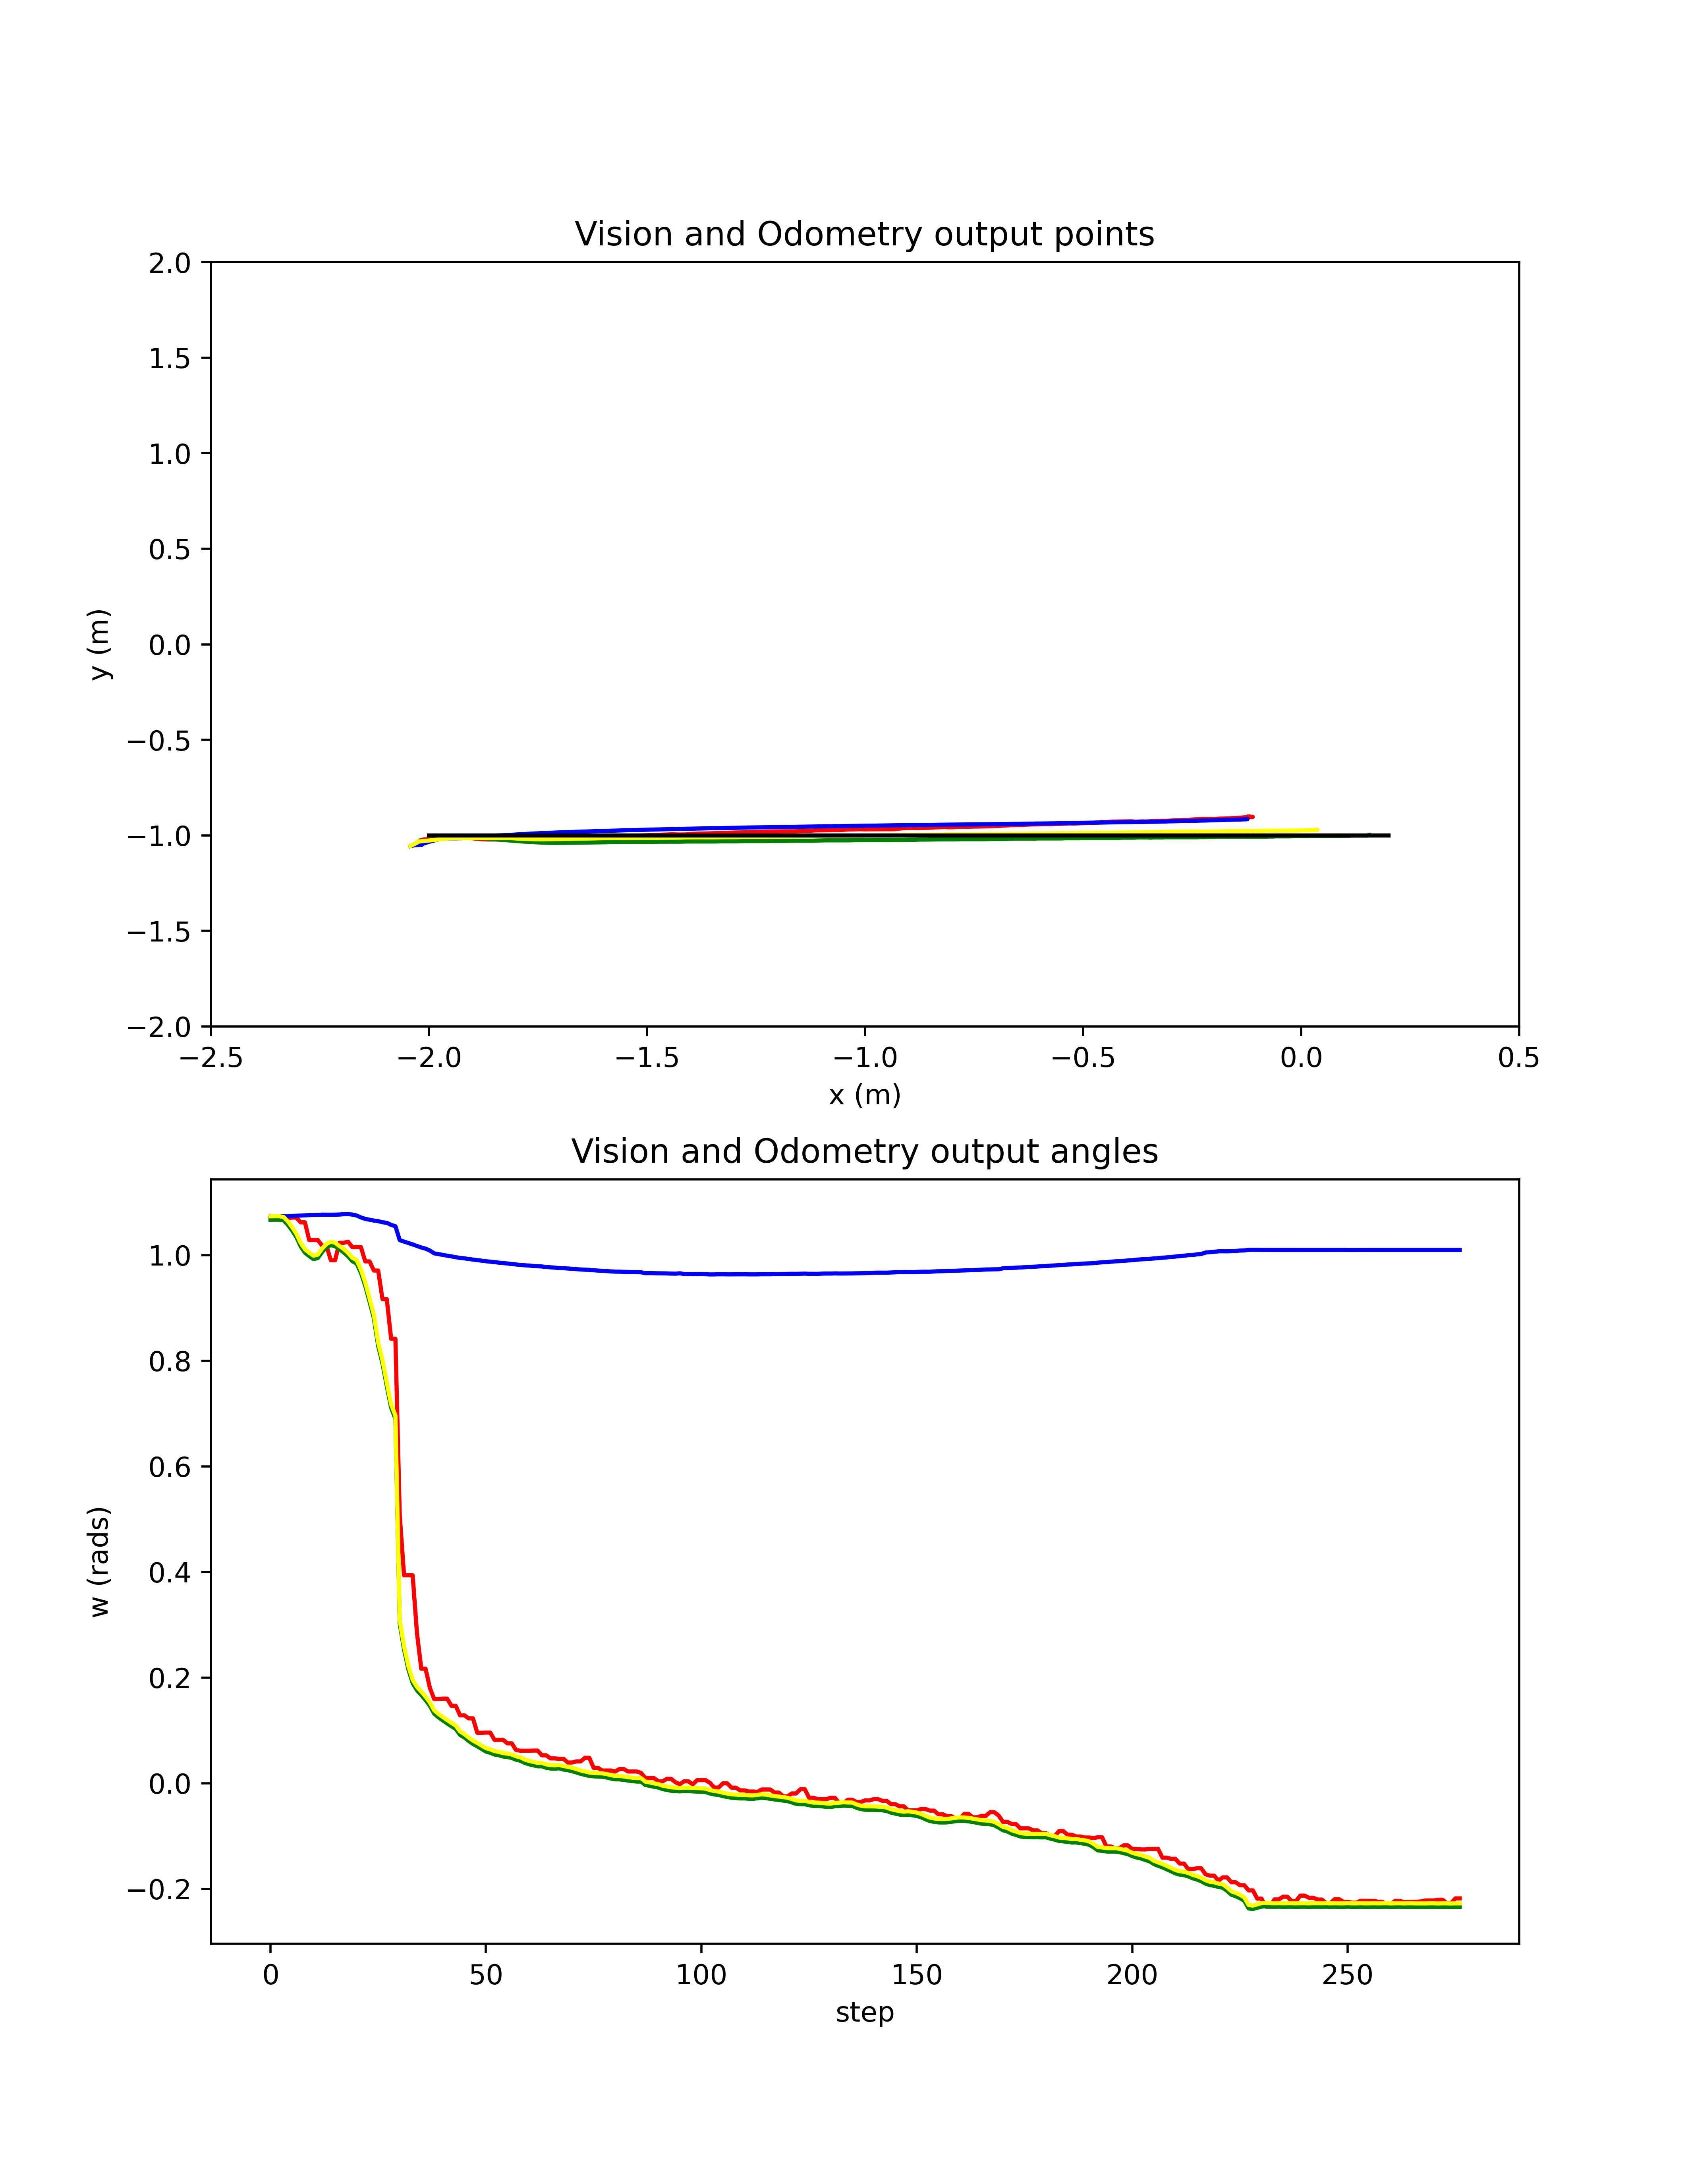 Vision and Odometry output points
2.0
1.5
1.0
0.5
0.0
−0.5
−1.0
−1.5
−2.0
y (m)
−2.5 −2.0 −1.5 −1.0 −0.5 0.0 0.5
x (m)
Vision and Odometry output angles
1.0
0.8
0.6
0.4
0.2
0.0
−0.2
w (rads)
0 50 100 150 200 250
step